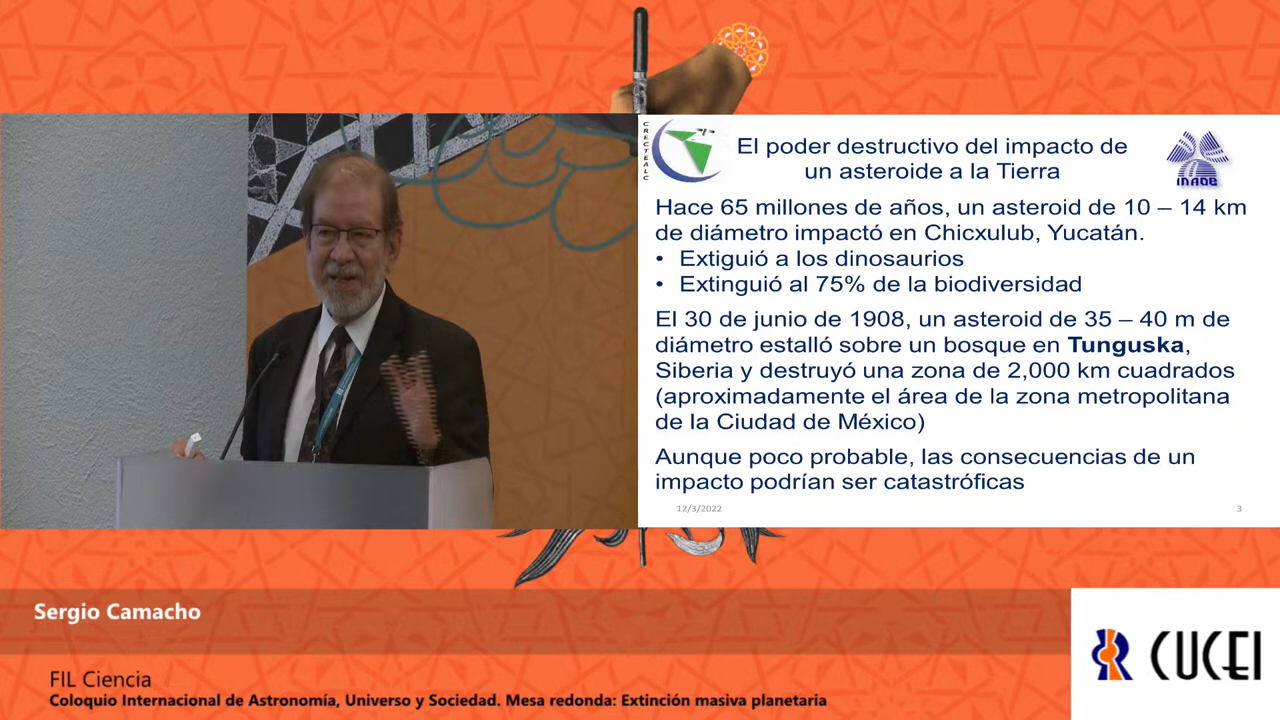 CRECTEALC
El poder destructivo del impacto de
un asteroide a la Tierra
INAOE
Hace 65 millones de años, un asteroid de 10 – 14 km
de diámetro impactó en Chicxulub, Yucatán.
• Extiguió a los dinosaurios
• Extinguió al 75% de la biodiversidad
El 30 de junio de 1908, un asteroid de 35 – 40 m de
diámetro estalló sobre un bosque en Tunguska,
Siberia y destruyó una zona de 2,000 km cuadrados
(aproximadamente el área de la zona metropolitana
de la Ciudad de México)
Aunque poco probable, las consecuencias de un
impacto podrían ser catastróficas
12/3/2022
3
Sergio Camacho
FIL Ciencia
Coloquio Internacional de Astronomía, Universo y Sociedad. Mesa redonda: Extinción masiva planetaria
CUCEI